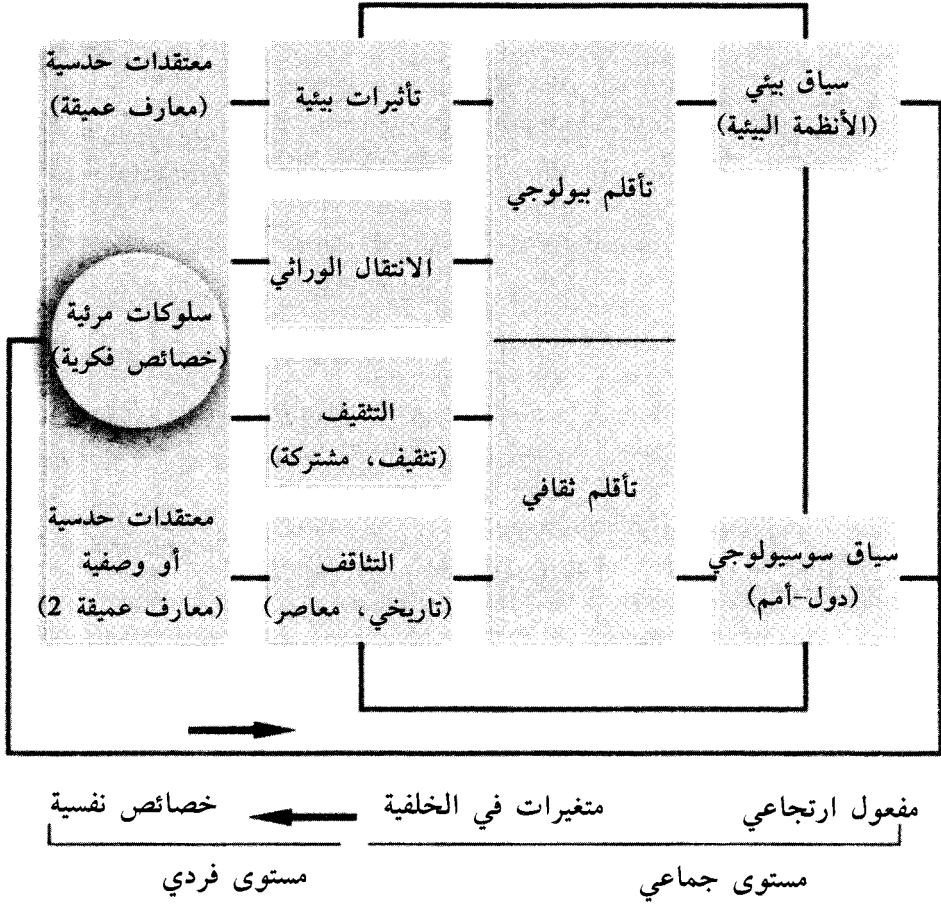 سياق بيئي
(الأنظمة البيئية)
سياق سوسيولوجي
(دول-أمم)
تأقلم بيولوجي
تأقلم ثقافي
تأثيرات بيئية
الانتقال الوراثي
التثقيف
(تثقيف، مشتركة)
التثاقف
(تاريخي، معاصر)
معتقدات حدسية
(معارف عميقة)
سلوكات مرئية
(خصائص فكرية)
معتقدات حدسية
أو وصفية
(معارف عميقة 2)
مفعول ارتجاعي
متغيرات في الخلفية
خصائص نفسية
مستوى جماعي
مستوى فردي